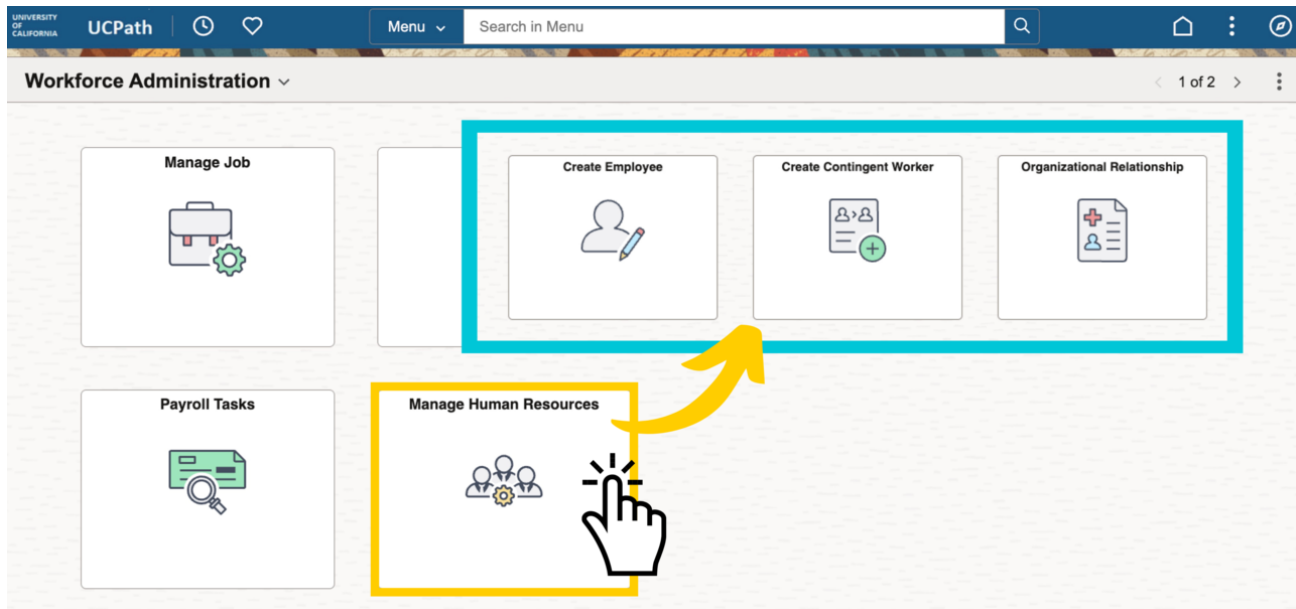 UNIVERSITY
OF
CALIFORNIA
UCPath
Menu
Search in Menu
Workforce Administration
1 of 2
Manage Job
Create Employee
Create Contingent Worker
Organizational Relationship
Payroll Tasks
Manage Human Resources